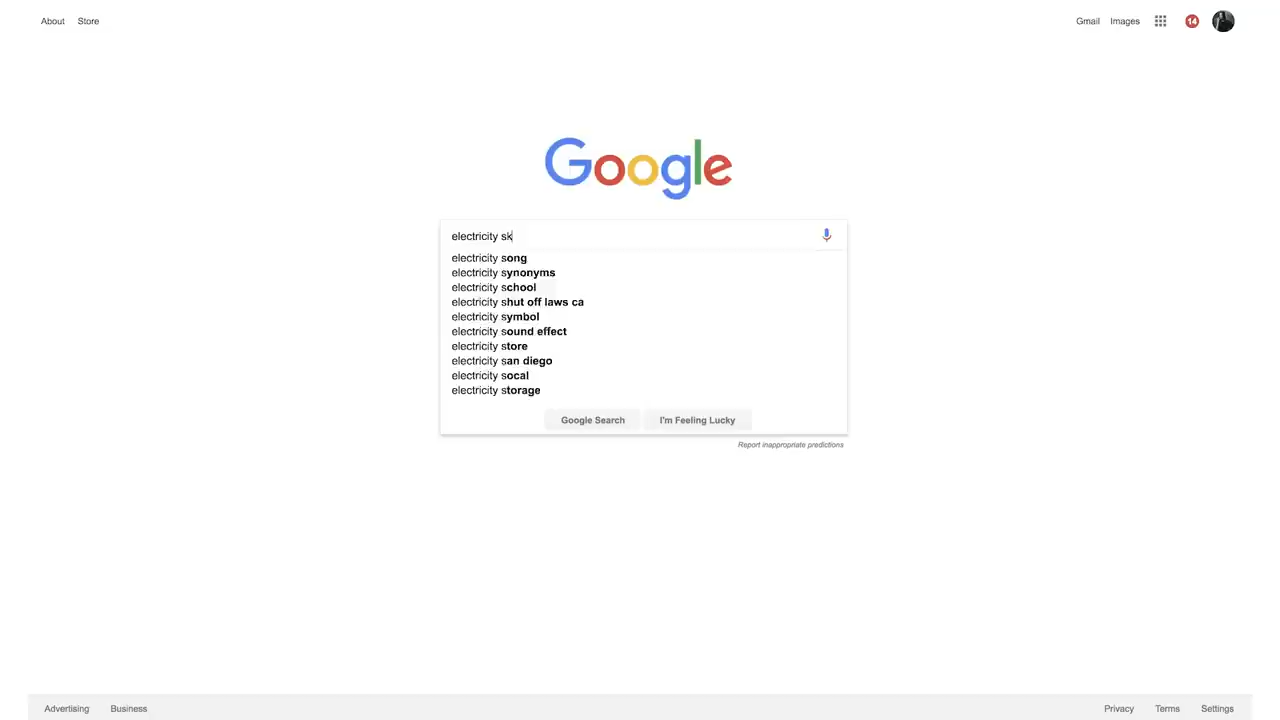 About Store
Gmail Images 14
Google
electricity sk
electricity song
electricity synonyms
electricity school
electricity shut off laws ca
electricity symbol
electricity sound effect
electricity store
electricity san diego
electricity socal
electricity storage
Google Search I'm Feeling Lucky
Report inappropriate predictions
Advertising Business
Privacy Terms Settings